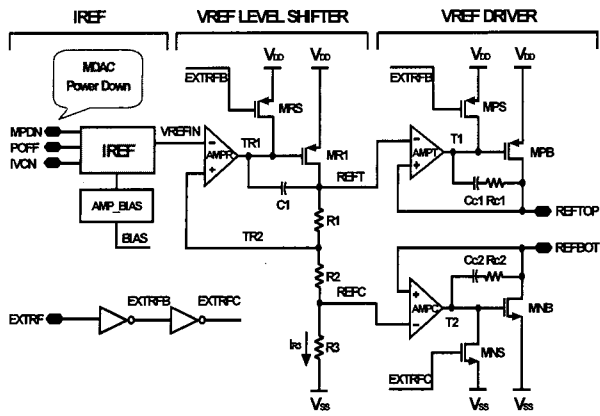 IREF
VREF LEVEL SHIFTER
VREF DRIVER
MDAC
Power Down
MPDN
POFF
IVCN
IREF
VREFIN
AMP_BIAS
BIAS
EXTRFB
VDD
VDD
MRS
AMPR
TR1
MR1
C1
REFT
R1
TR2
R2
REFC
IR3
R3
VSS
EXTRFB
VDD
VDD
MPS
AMPT
T1
MPB
Cc1 Rc1
REFTOP
REFBOT
Cc2 Rc2
AMPC
T2
MNB
MNS
EXTRFC
VSS
VSS
EXTRF
EXTRFB
EXTRFC